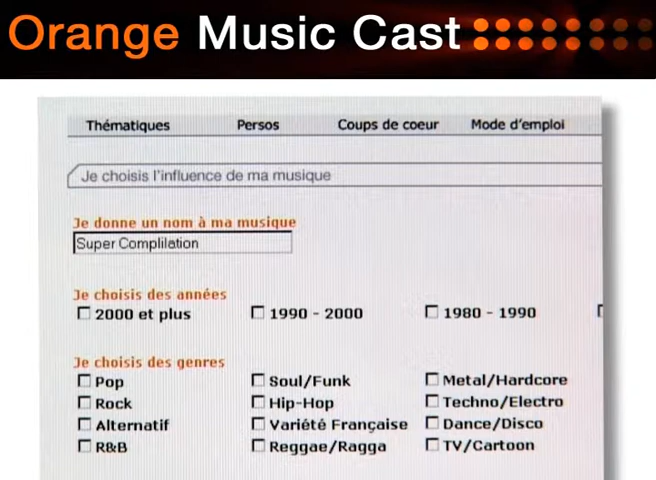 Orange Music Cast
Thématiques Persos Coups de coeur Mode d'emploi
Je choisis l'influence de ma musique
Je donne un nom à ma musique
Super Complilation
Je choisis des années
2000 et plus 1990 - 2000 1980 - 1990
Je choisis des genres
Pop Soul/Funk Metal/Hardcore
Rock Hip-Hop Techno/Electro
Alternatif Variété Française Dance/Disco
R&B Reggae/Ragga TV/Cartoon